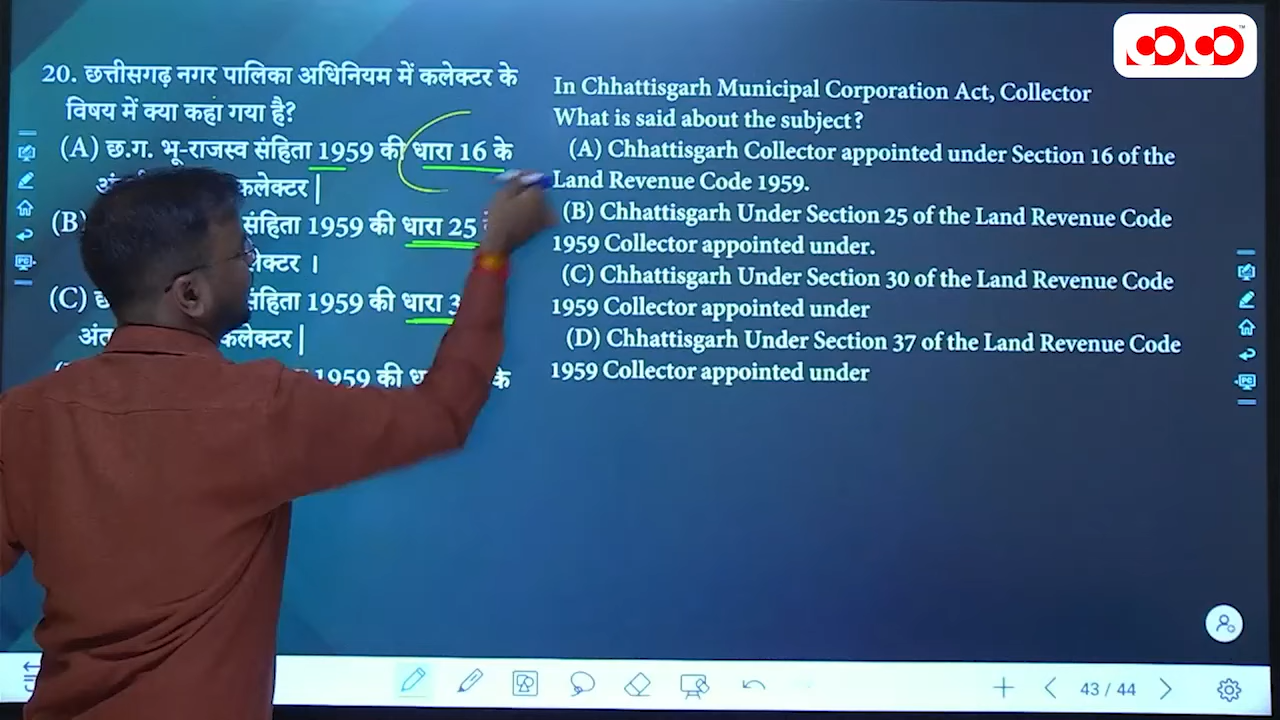 20. छत्तीसगढ़ नगर पालिका अधिनियम में कलेक्टर के
विषय में क्या कहा गया है?
(A) छ.ग. भू-राजस्व संहिता 1959 की धारा 16 के
कलेक्टर |
(B) संहिता 1959 की धारा 25
(C) संहिता 1959 की धारा
कलेक्टर |
1959 की के
In Chhattisgarh Municipal Corporation Act, Collector
What is said about the subject?
(A) Chhattisgarh Collector appointed under Section 16 of the
Land Revenue Code 1959.
(B) Chhattisgarh Under Section 25 of the Land Revenue Code
1959 Collector appointed under.
(C) Chhattisgarh Under Section 30 of the Land Revenue Code
1959 Collector appointed under
(D) Chhattisgarh Under Section 37 of the Land Revenue Code
1959 Collector appointed under
43 / 44